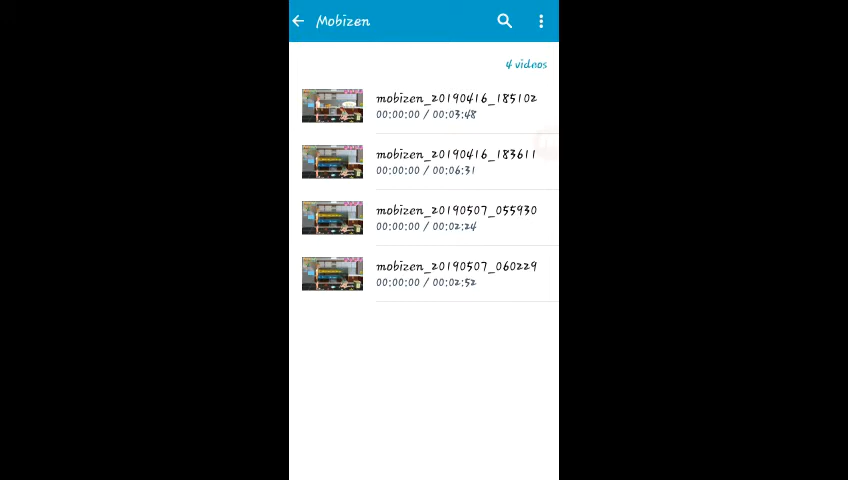 Mobizen
4 videos
mobizen_20190416_185102
00:00:00 / 00:03:48
mobizen_20190416_183611
00:00:00 / 00:06:31
mobizen_20190507_055930
00:00:00 / 00:02:24
mobizen_20190507_060229
00:00:00 / 00:02:52